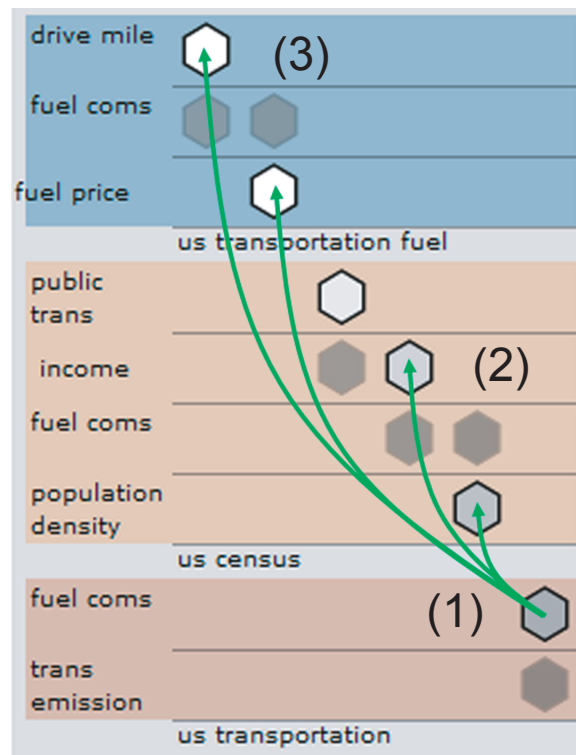 drive mile
(3)
fuel coms
fuel price
us transportation fuel
public
trans
income
(2)
fuel coms
population
density
us census
fuel coms
(1)
trans
emission
us transportation